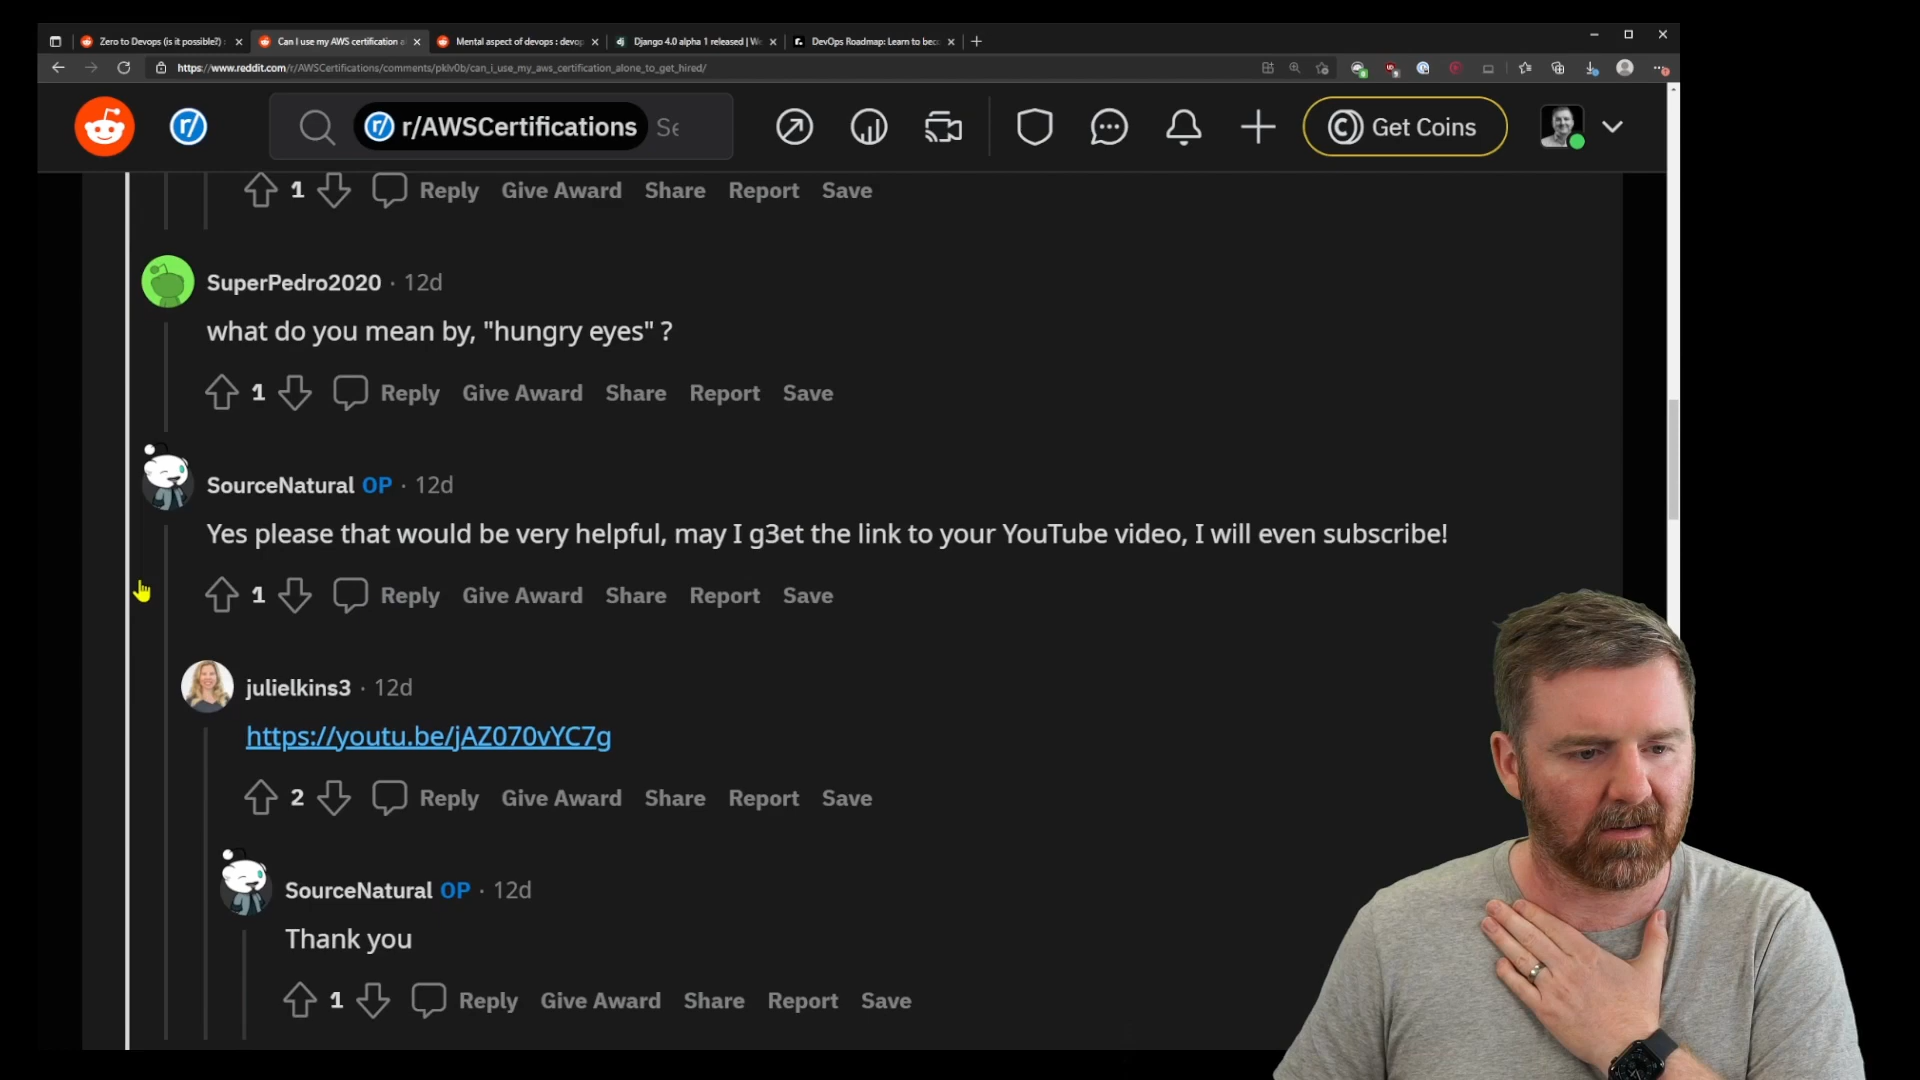 Zero to Devops (is it possible?) :
Can I use my AWS certification a
Mental aspect of devops : devop
Django 4.0 alpha 1 released | We
DevOps Roadmap: Learn to bec
https://www.reddit.com/r/AWSCertifications/comments/pklv0b/can_i_use_my_aws_certification_alone_to_get_hired/
r/ r/AWSCertifications Se Get Coins
1 Reply Give Award Share Report Save
SuperPedro2020 · 12d
what do you mean by, "hungry eyes" ?
1 Reply Give Award Share Report Save
SourceNatural OP · 12d
Yes please that would be very helpful, may I g3et the link to your YouTube video, I will even subscribe!
1 Reply Give Award Share Report Save
julielkins3 · 12d
https://youtu.be/jAZ070vYC7g
2 Reply Give Award Share Report Save
SourceNatural OP · 12d
Thank you
1 Reply Give Award Share Report Save